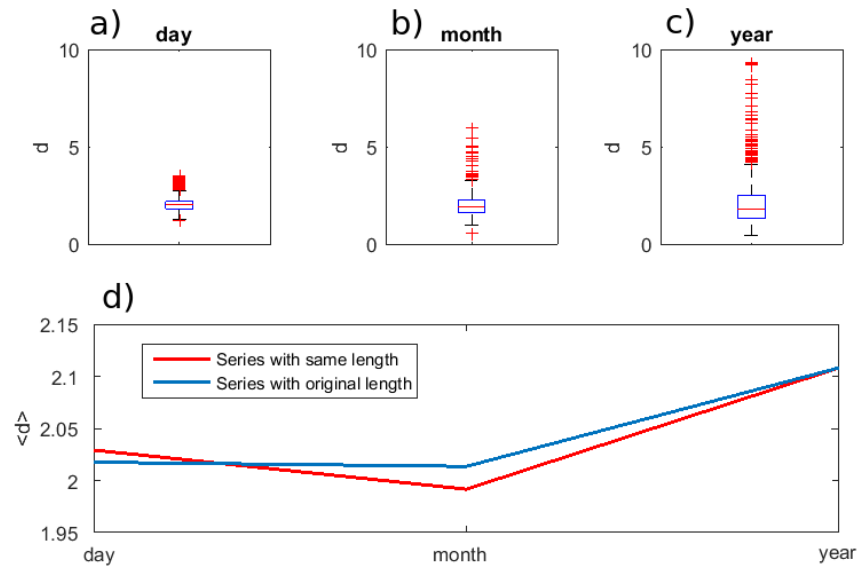 a)
day
10
5
0
d
b)
month
10
5
0
d
c)
year
10
5
0
d
d)
2.15
2.1
2.05
2
1.95
<d>
Series with same length
Series with original length
day month year